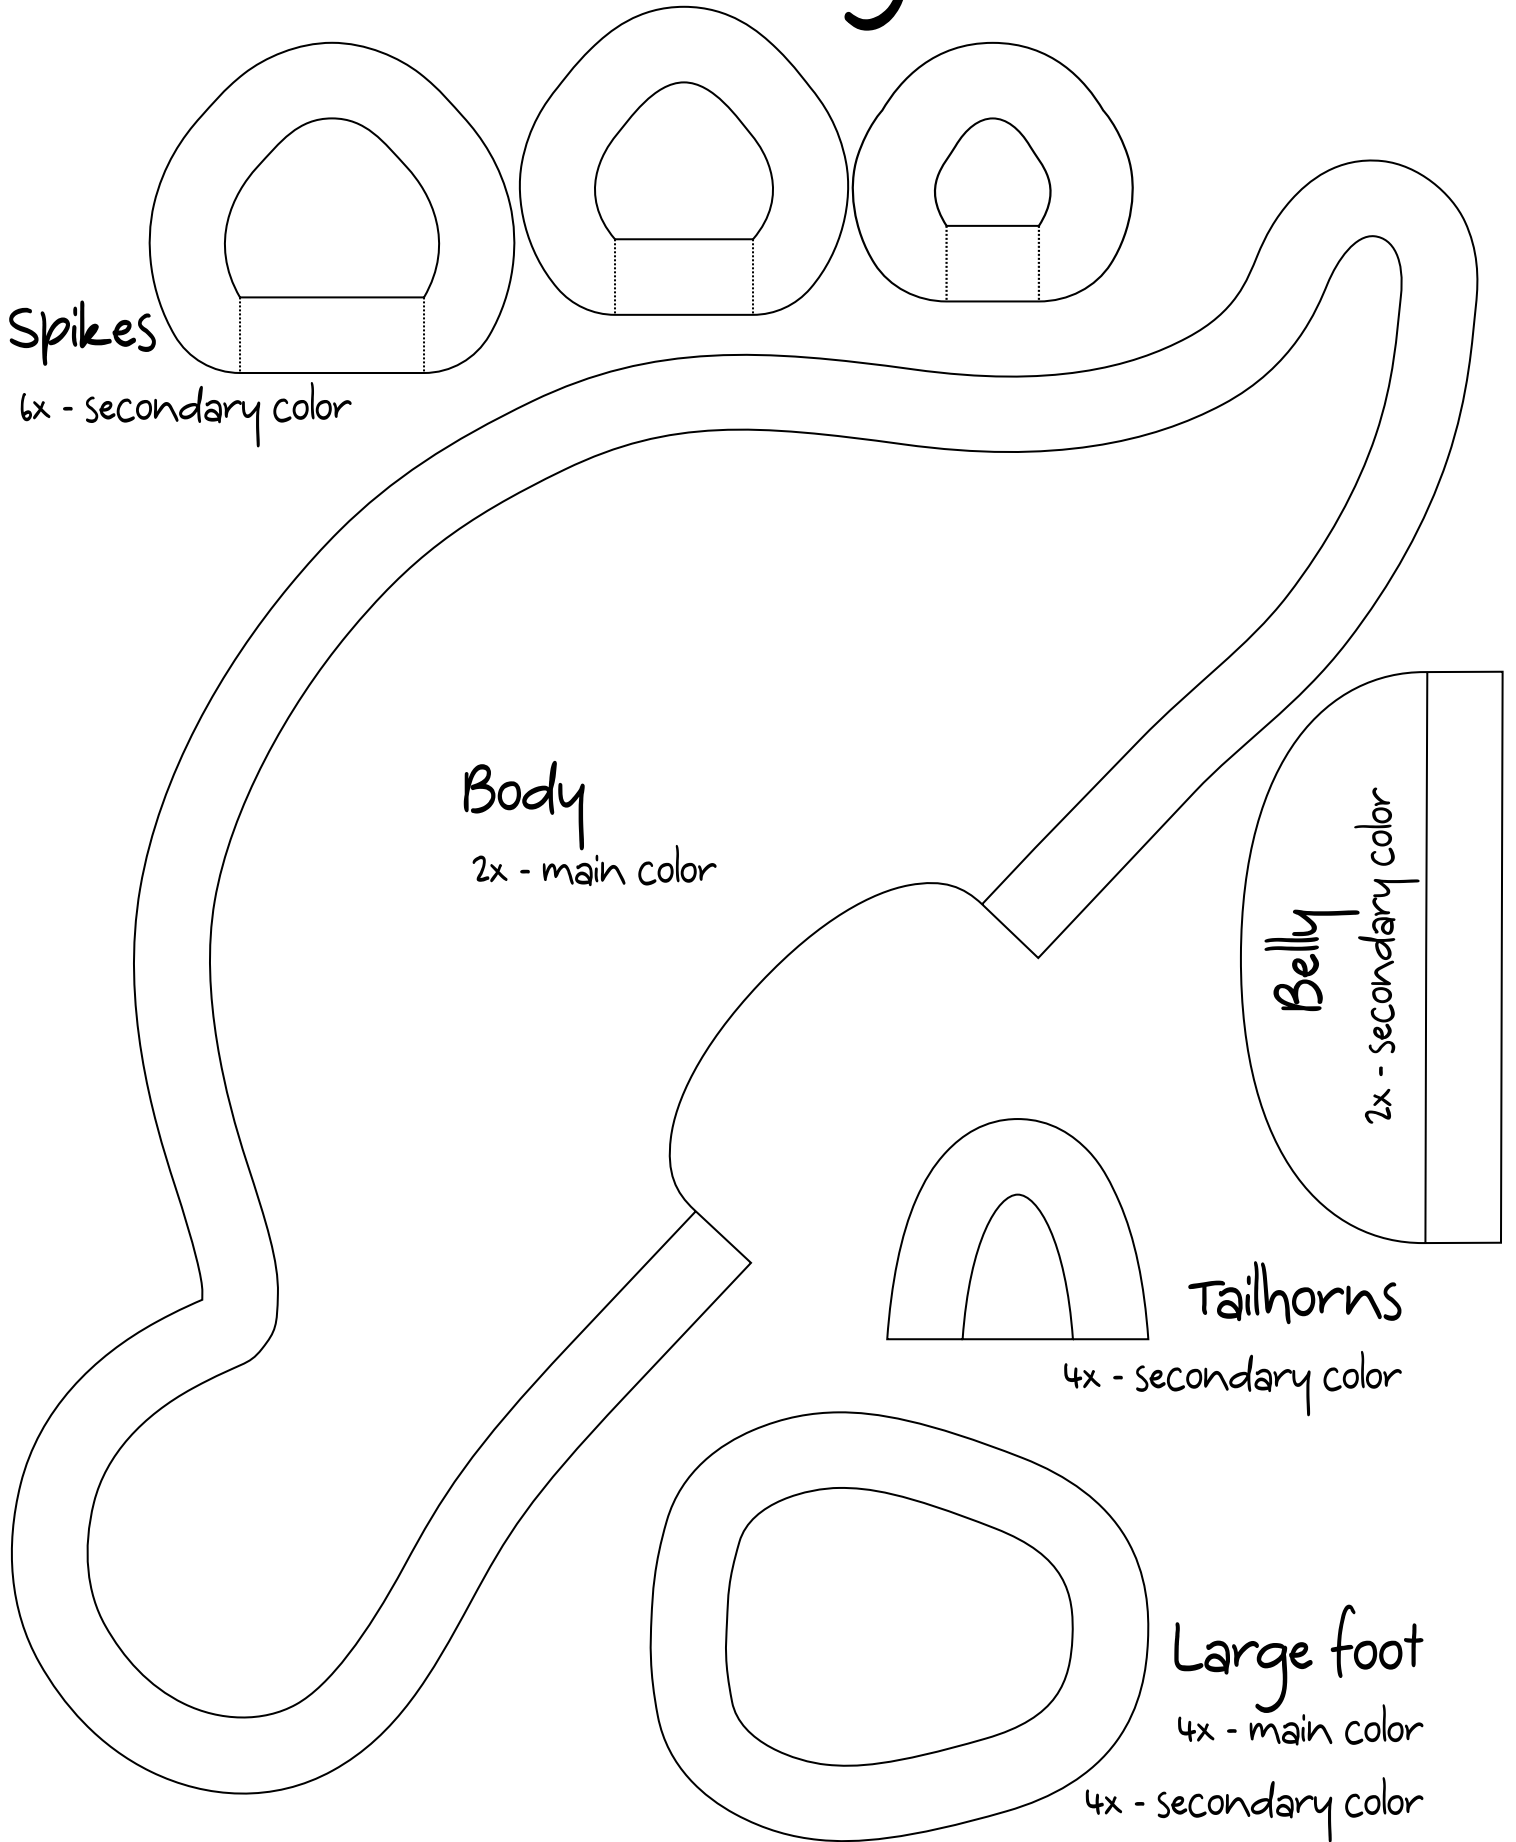 Spikes
6x - secondary color
Body
2x - main color
Belly
2x - secondary color
Tailhorns
4x - secondary color
Large foot
4x - main color
4x - secondary color